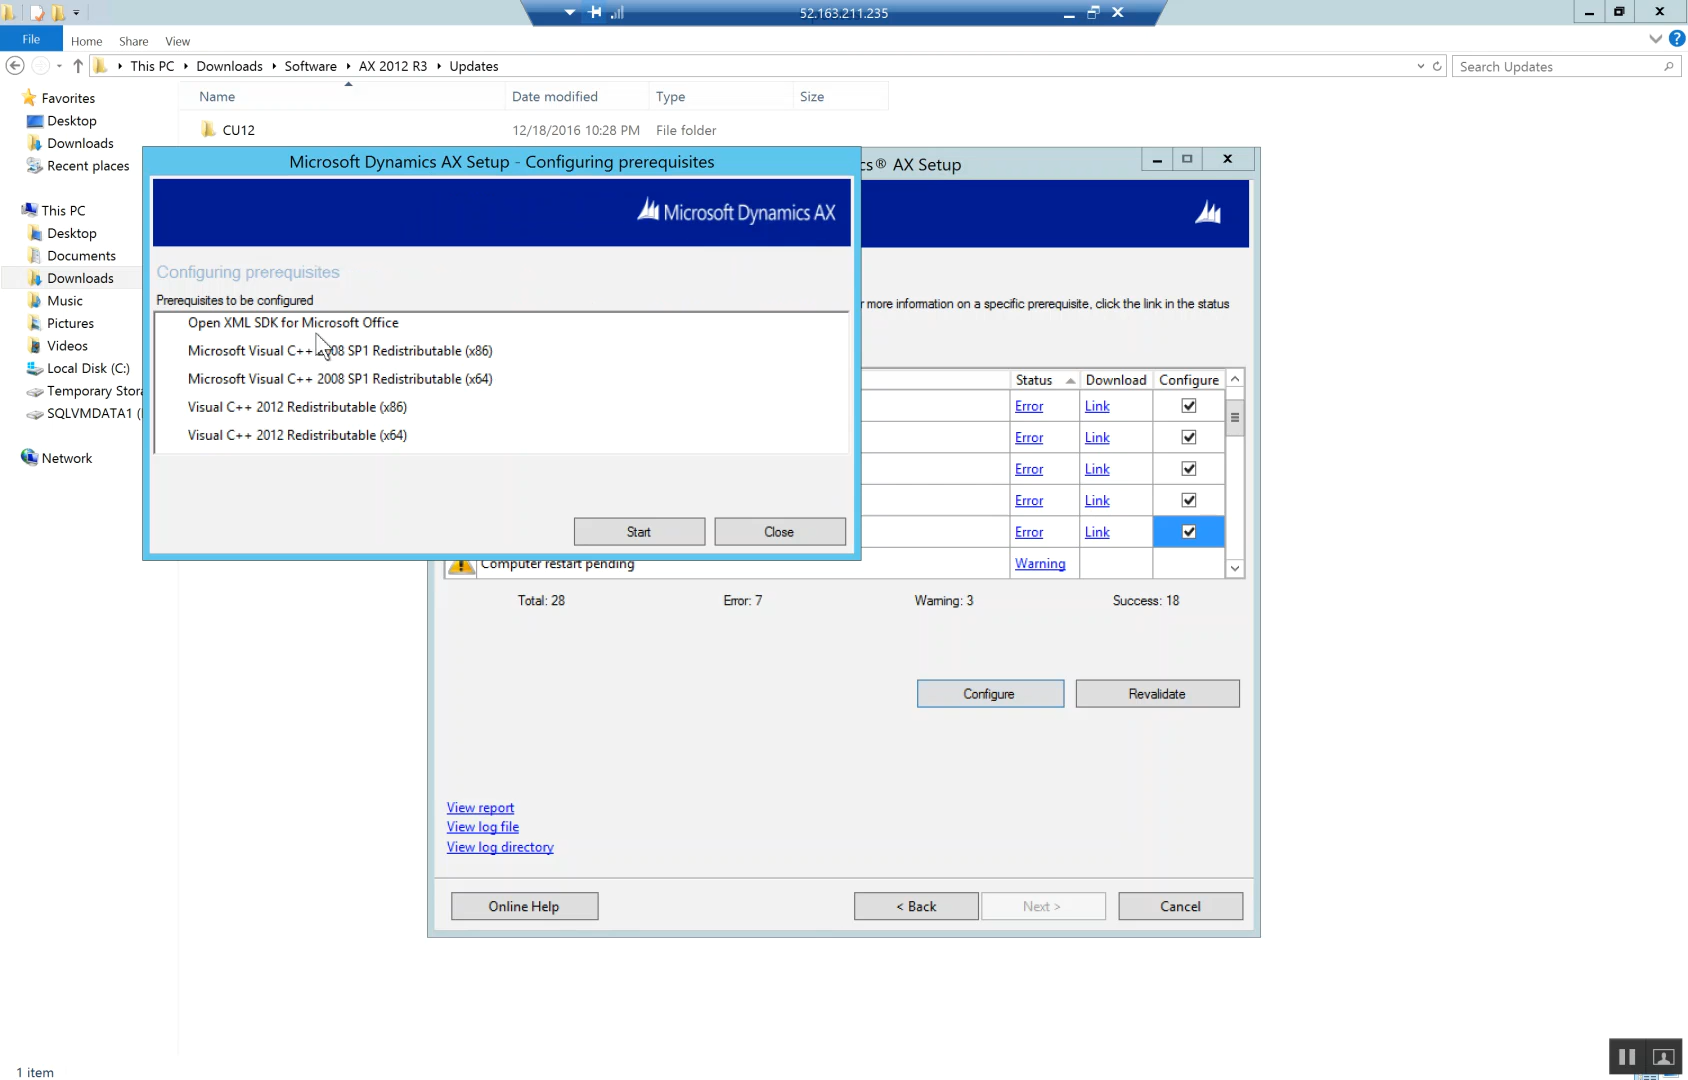 52.163.211.235
File
Home
Share
View
This PC
Downloads
Software
AX 2012 R3
Updates
Search Updates
Name
Date modified
Type
Size
CU12
12/18/2016 10:28 PM
File folder
Favorites
Desktop
Downloads
Recent places
This PC
Desktop
Documents
Downloads
Music
Pictures
Videos
Local Disk (C:)
Temporary Stor
SQLVMDATA1 (
Network
Microsoft Dynamics AX Setup - Configuring prerequisites
Microsoft Dynamics AX
Configuring prerequisites
Prerequisites to be configured
Open XML SDK for Microsoft Office
Microsoft Visual C++ 08 SP1 Redistributable (x86)
Microsoft Visual C++ 2008 SP1 Redistributable (x64)
Visual C++ 2012 Redistributable (x86)
Visual C++ 2012 Redistributable (x64)
Start
Close
cs® AX Setup
r more information on a specific prerequisite, click the link in the status
Status
Download
Configure
Error
Link
Error
Link
Error
Link
Error
Link
Error
Link
Computer restart pending
Warning
Total: 28
Error: 7
Warning: 3
Success: 18
Configure
Revalidate
View report
View log file
View log directory
Online Help
< Back
Next >
Cancel
1 item